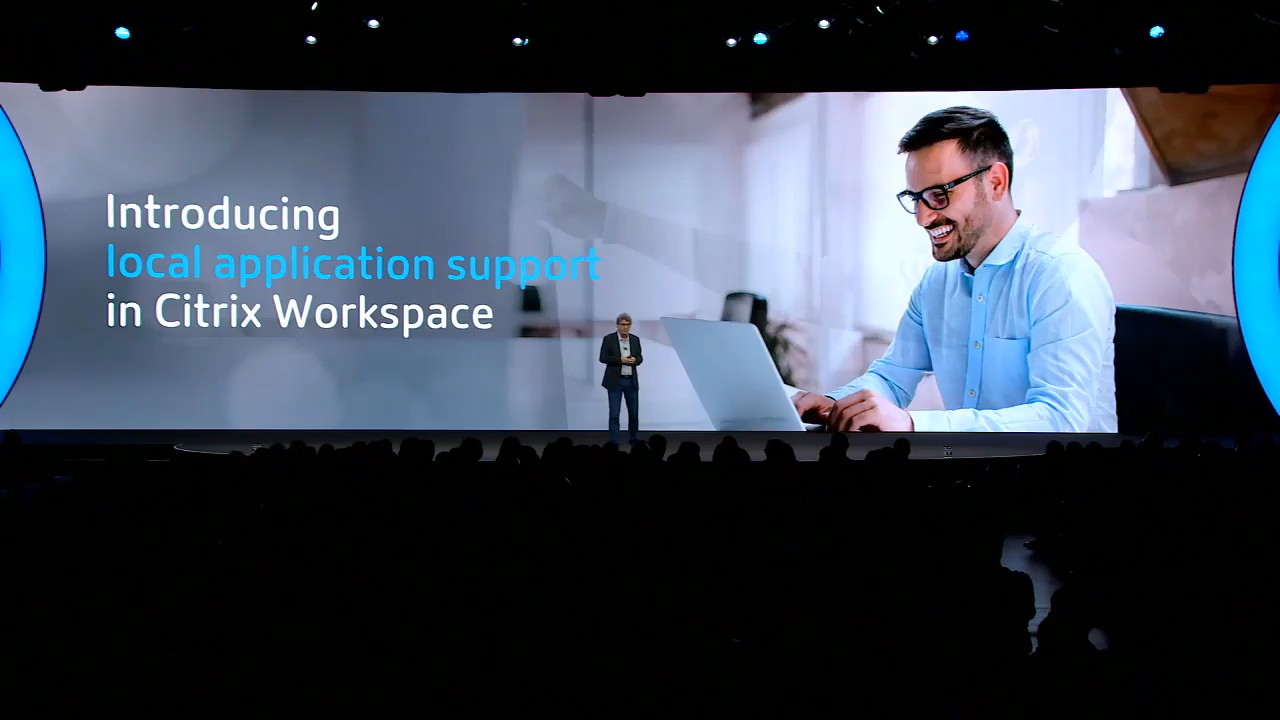 Introducing
local application support
in Citrix Workspace